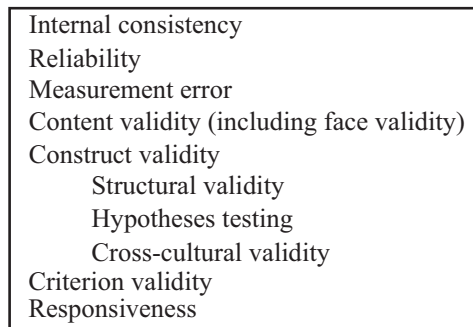 Internal consistency
Reliability
Measurement error
Content validity (including face validity)
Construct validity
Structural validity
Hypotheses testing
Cross-cultural validity
Criterion validity
Responsiveness